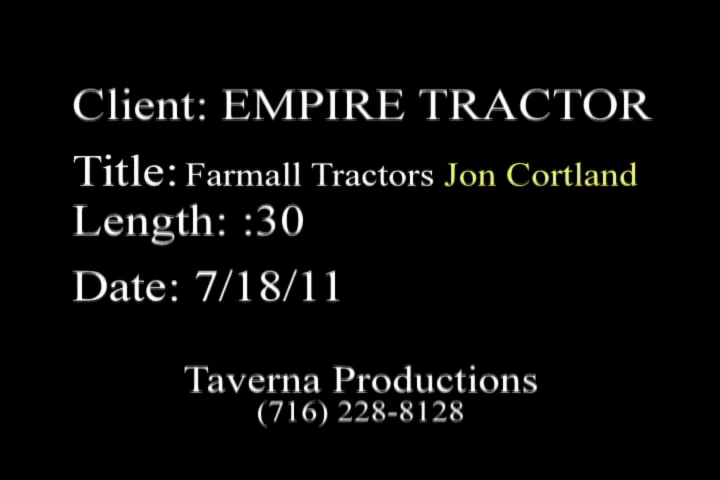 Client: EMPIRE TRACTOR
Title: Farmall Tractors Jon Cortland
Length: :30
Date: 7/18/11
Taverna Productions
(716) 228-8128